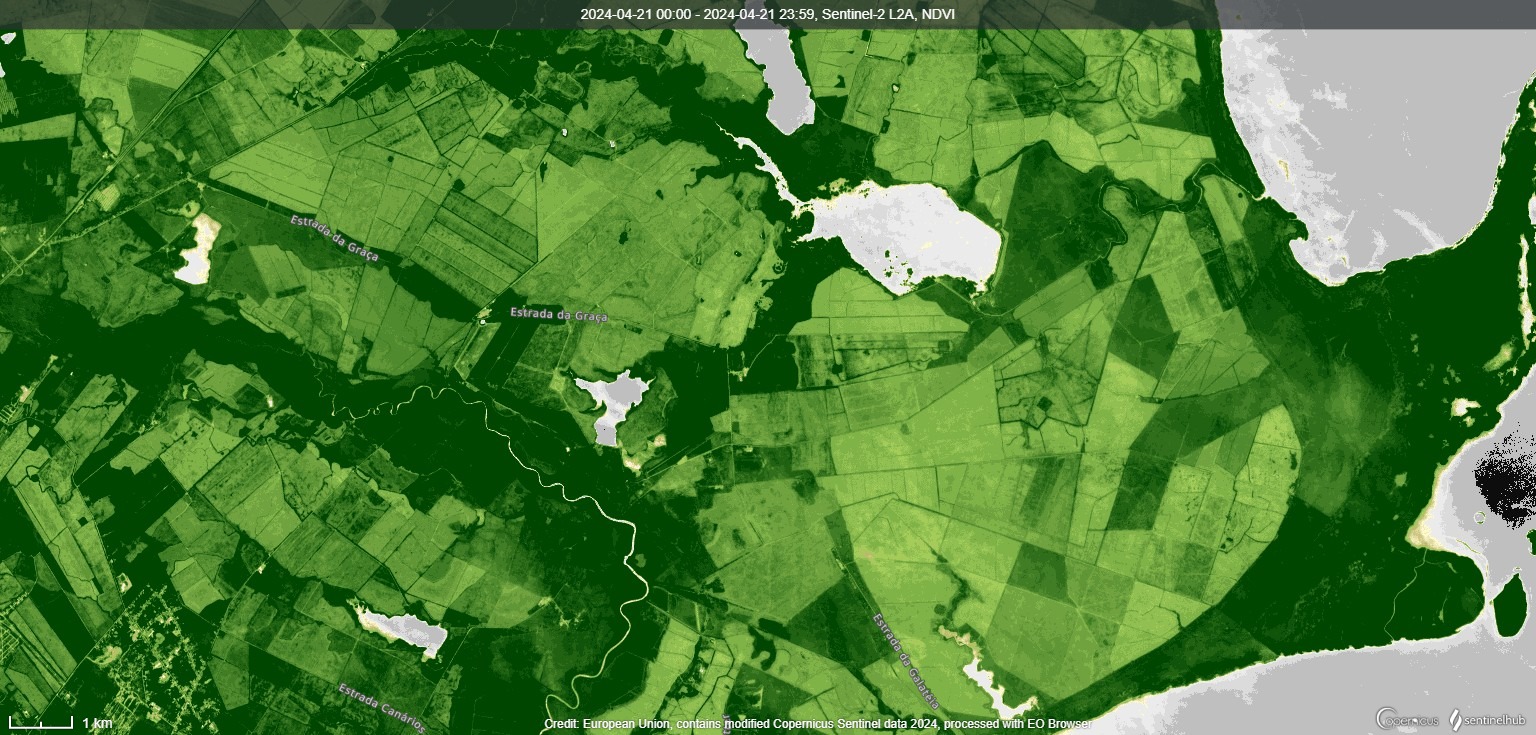 2024-04-21 00:00 - 2024-04-21 23:59, Sentinel-2 L2A, NDVI
Estrada da Graça
Estrada da Graça
Estrada da Galatéia
Estrada Canários
1 km
Credit: European Union, contains modified Copernicus Sentinel data 2024, processed with EO Browser
Copernicus
sentinelhub